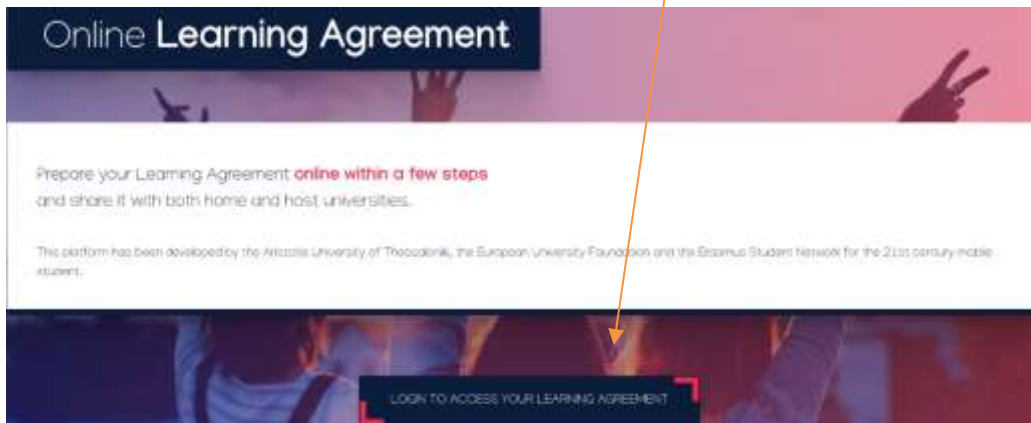 Online Learning Agreement
Prepare your Learning Agreement online within a few steps
and share it with both home and host universities.
This platform has been developed by the Aristotle University of Thessaloniki, the European University Foundation and the Erasmus Student Network for the 21st century mobile
student.
LOGIN TO ACCESS YOUR LEARNING AGREEMENT